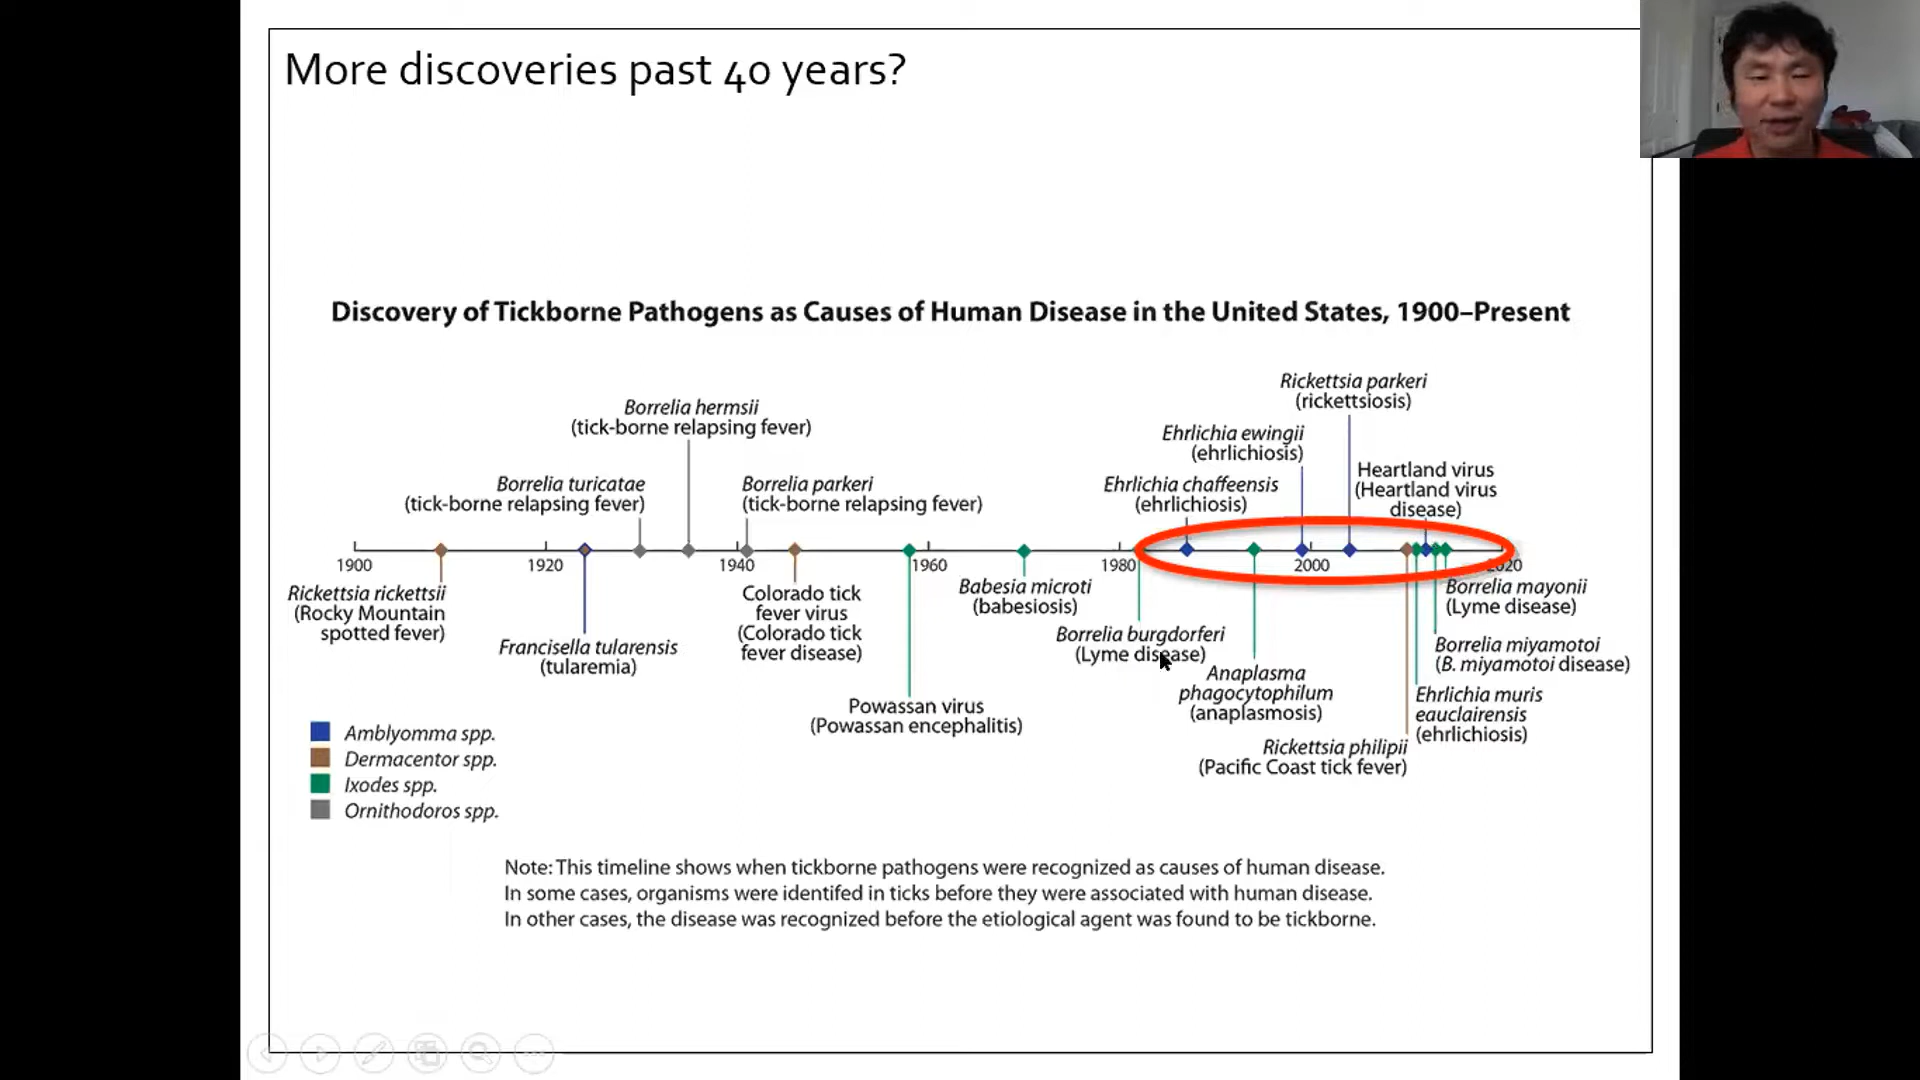 More discoveries past 40 years?
Discovery of Tickborne Pathogens as Causes of Human Disease in the United States, 1900–Present
Rickettsia parkeri
(rickettsiosis)
Borrelia hermsii
(tick-borne relapsing fever)
Ehrlichia ewingii
(ehrlichiosis)
Borrelia turicatae
(tick-borne relapsing fever)
Borrelia parkeri
(tick-borne relapsing fever)
Ehrlichia chaffeensis
(ehrlichiosis)
Heartland virus
(Heartland virus
disease)
1900
1920
1940
1960
1980
2000
2020
Rickettsia rickettsii
(Rocky Mountain
spotted fever)
Francisella tularensis
(tularemia)
Colorado tick
fever virus
(Colorado tick
fever disease)
Powassan virus
(Powassan encephalitis)
Babesia microti
(babesiosis)
Borrelia burgdorferi
(Lyme disease)
Anaplasma
phagocytophilum
(anaplasmosis)
Rickettsia philipii
(Pacific Coast tick fever)
Borrelia mayonii
(Lyme disease)
Borrelia miyamotoi
(B. miyamotoi disease)
Ehrlichia muris
eauclairensis
(ehrlichiosis)
Amblyomma spp.
Dermacentor spp.
Ixodes spp.
Ornithodoros spp.
Note: This timeline shows when tickborne pathogens were recognized as causes of human disease.
In some cases, organisms were identifed in ticks before they were associated with human disease.
In other cases, the disease was recognized before the etiological agent was found to be tickborne.